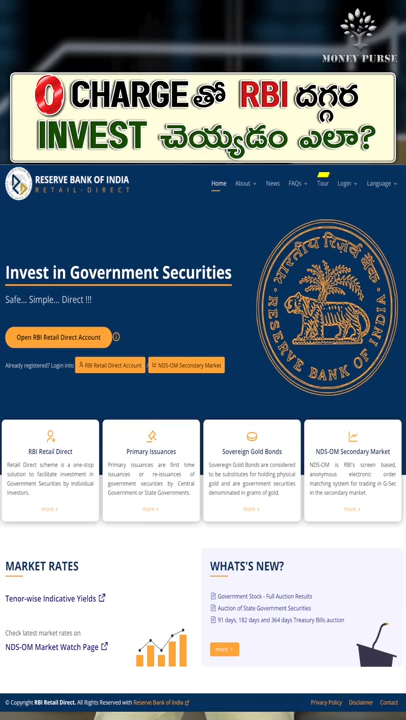 MONEY PURSE
0 CHARGE తో RBI దగ్గర
INVEST చెయ్యడం ఎలా?
RESERVE BANK OF INDIA
RETAIL-DIRECT
Home About News FAQs Tour Login Language
Invest in Government Securities
Safe... Simple... Direct !!!
Open RBI Retail Direct Account
Already registered? Login into RBI Retail Direct Account / NDS-OM Secondary Market
भारतीय रिज़र्व बैंक
RESERVE BANK OF INDIA
RBI Retail Direct
Retail Direct scheme is a one-stop
solution to facilitate investment in
Government Securities by Individual
Investors.
more
Primary Issuances
Primary issuances are first time
issuances or re-issuances of
government securities by Central
Government or State Governments.
more
Sovereign Gold Bonds
Sovereign Gold Bonds are considered
to be substitutes for holding physical
gold and are government securities
denominated in grams of gold.
more
NDS-OM Secondary Market
NDS-OM is RBI's screen based,
anonymous electronic order
matching system for trading in G-Sec
in the secondary market.
more
MARKET RATES
Tenor-wise Indicative Yields
Check latest market rates on
NDS-OM Market Watch Page
WHATS'S NEW?
Government Stock - Full Auction Results
Auction of State Government Securities
91 days, 182 days and 364 days Treasury Bills auction
more
© Copyright RBI Retail Direct. All Rights Reserved with Reserve Bank of India
Privacy Policy Disclaimer Contact